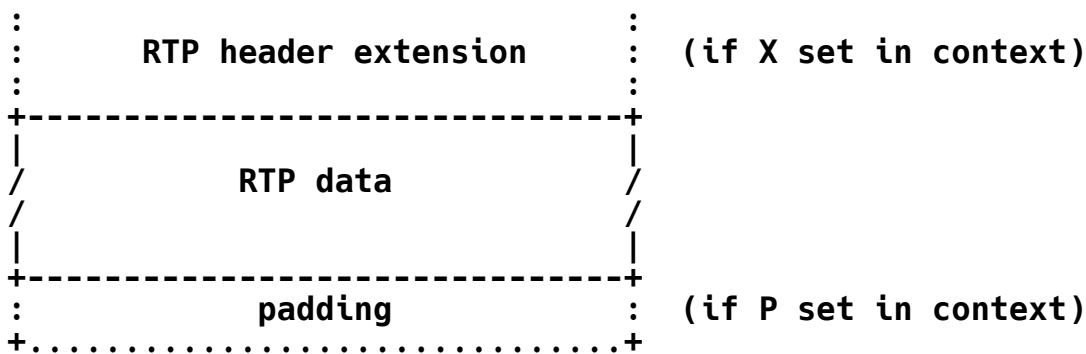 :                               :
:      RTP header extension     :  (if X set in context)
:                               :
+-------------------------------+
|                               |
/           RTP data            /
/                               /
|                               |
+-------------------------------+
:            padding            :  (if P set in context)
+...............................+